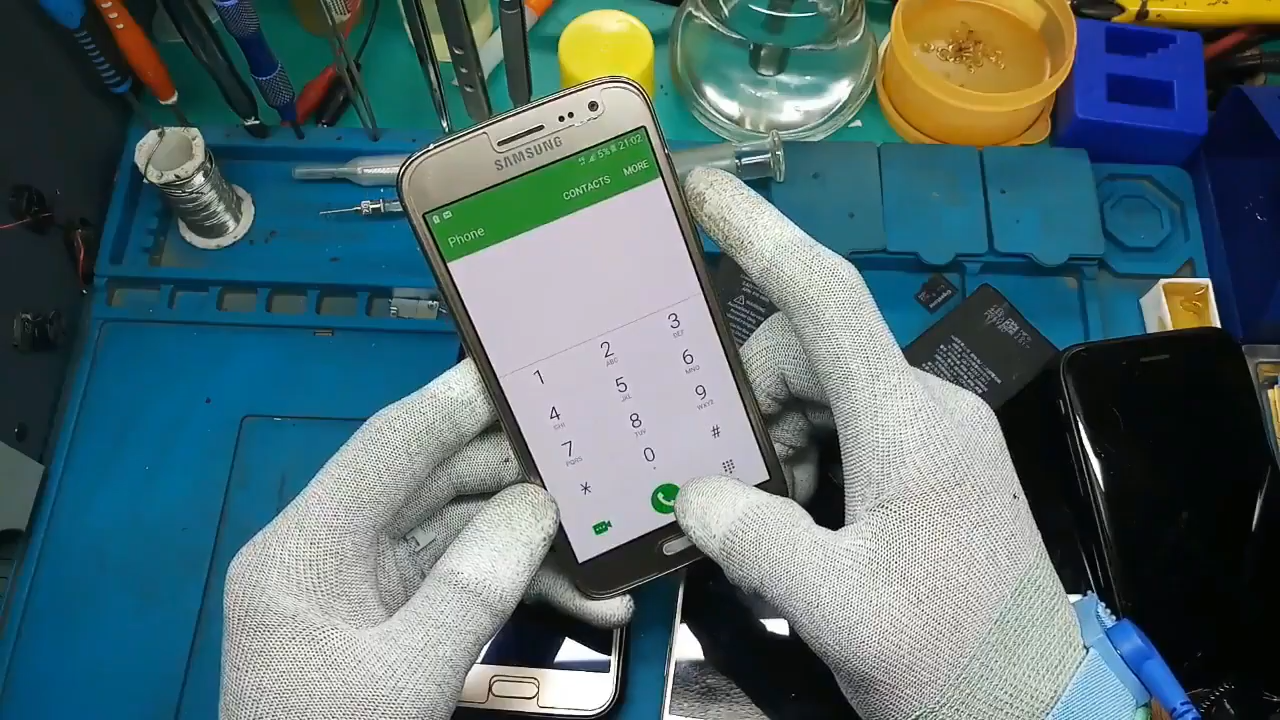 SAMSUNG
5% 21:02
CONTACTS MORE
Phone
1 2 ABC 3 DEF
4 GHI 5 JKL 6 MNO
7 PQRS 8 TUV 9 WXYZ
* 0 #